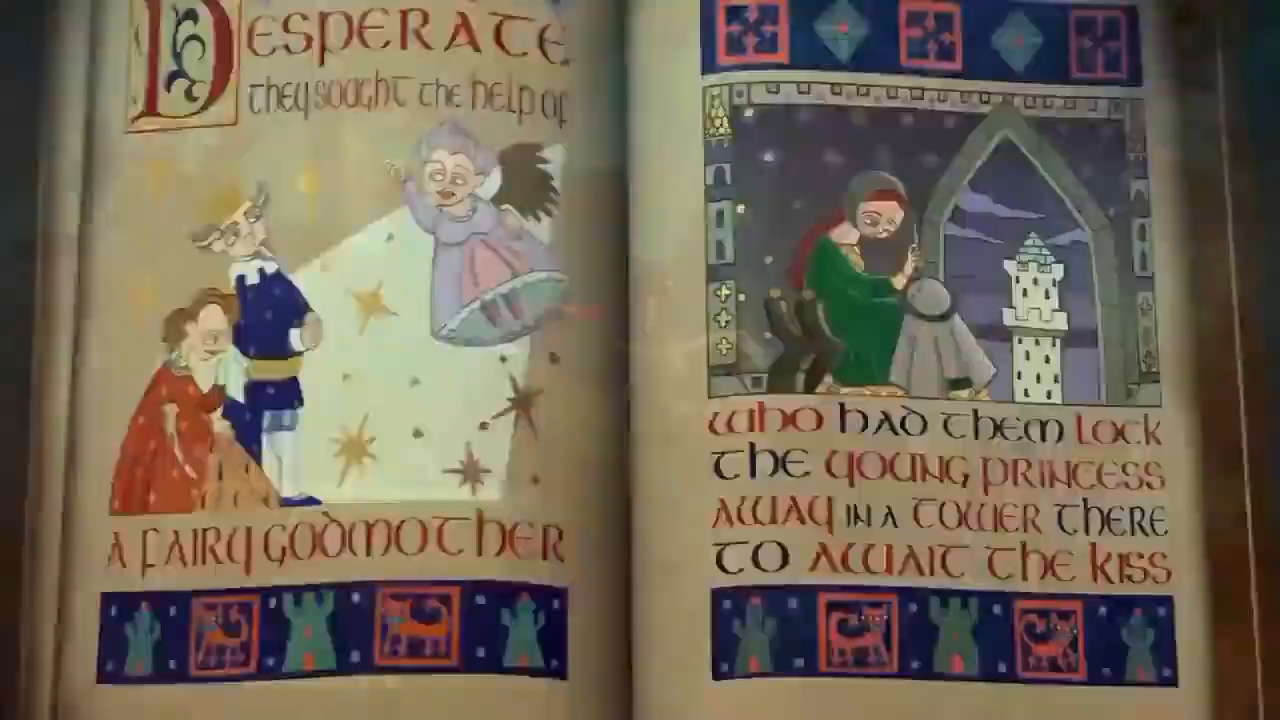 DESPERATE
they sought the help of
A FAIRY GODMOTHER
who had them lock
the young princess
away in a tower there
to await the kiss